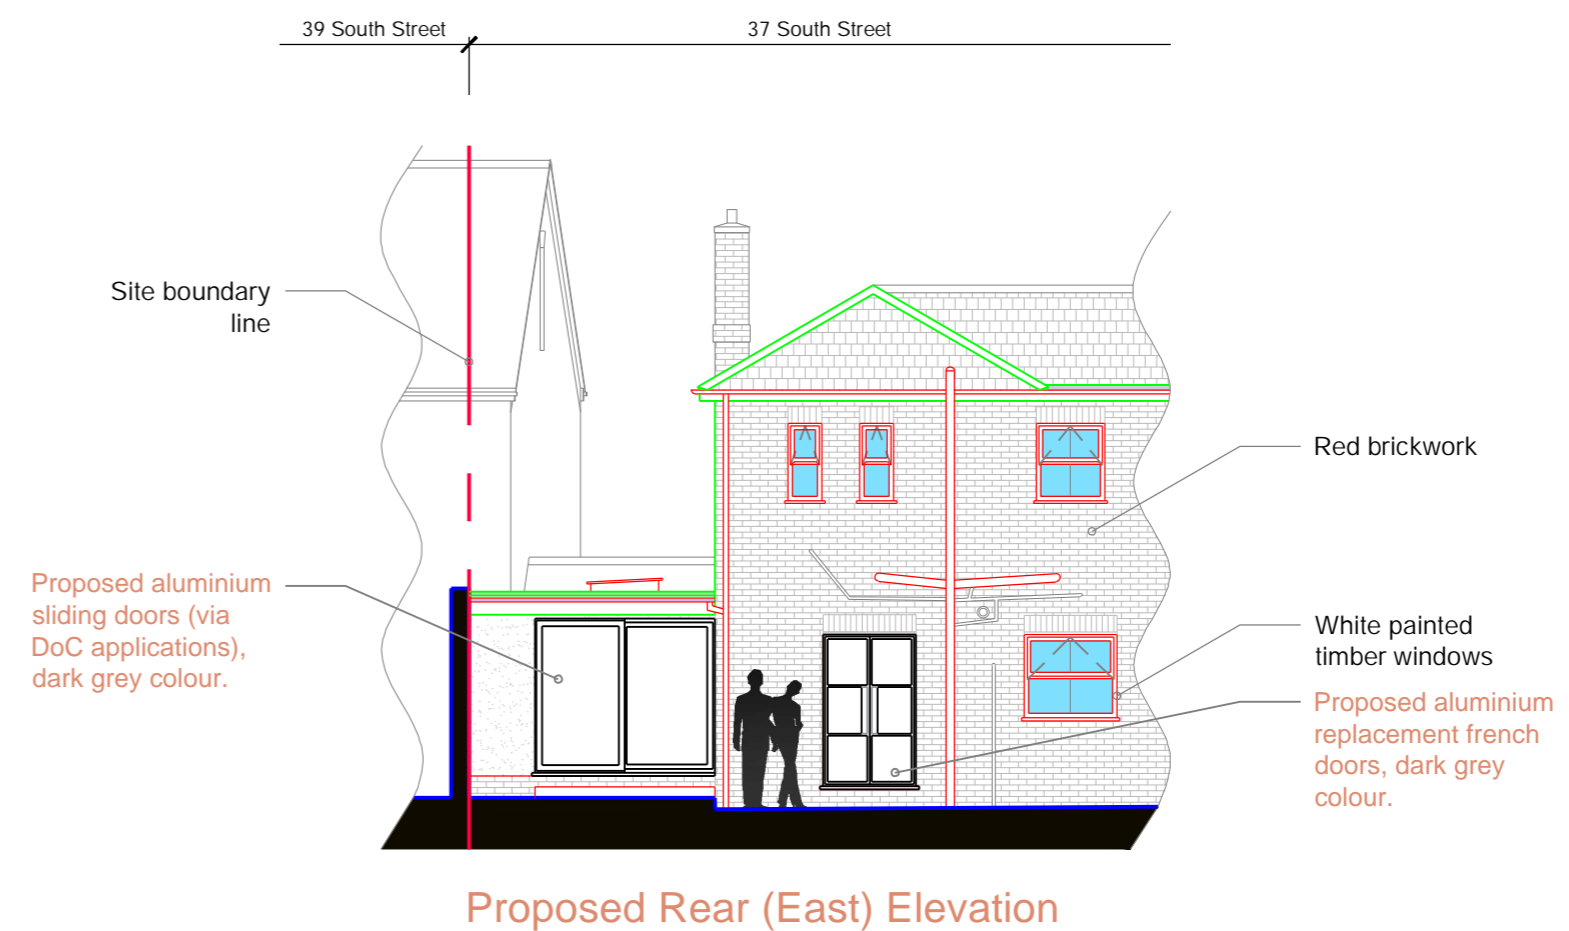 39 South Street
37 South Street
Site boundary
line
Red brickwork
Proposed aluminium
sliding doors (via
DoC applications),
dark grey colour.
White painted
timber windows
Proposed aluminium
replacement french
doors, dark grey
colour.
Proposed Rear (East) Elevation